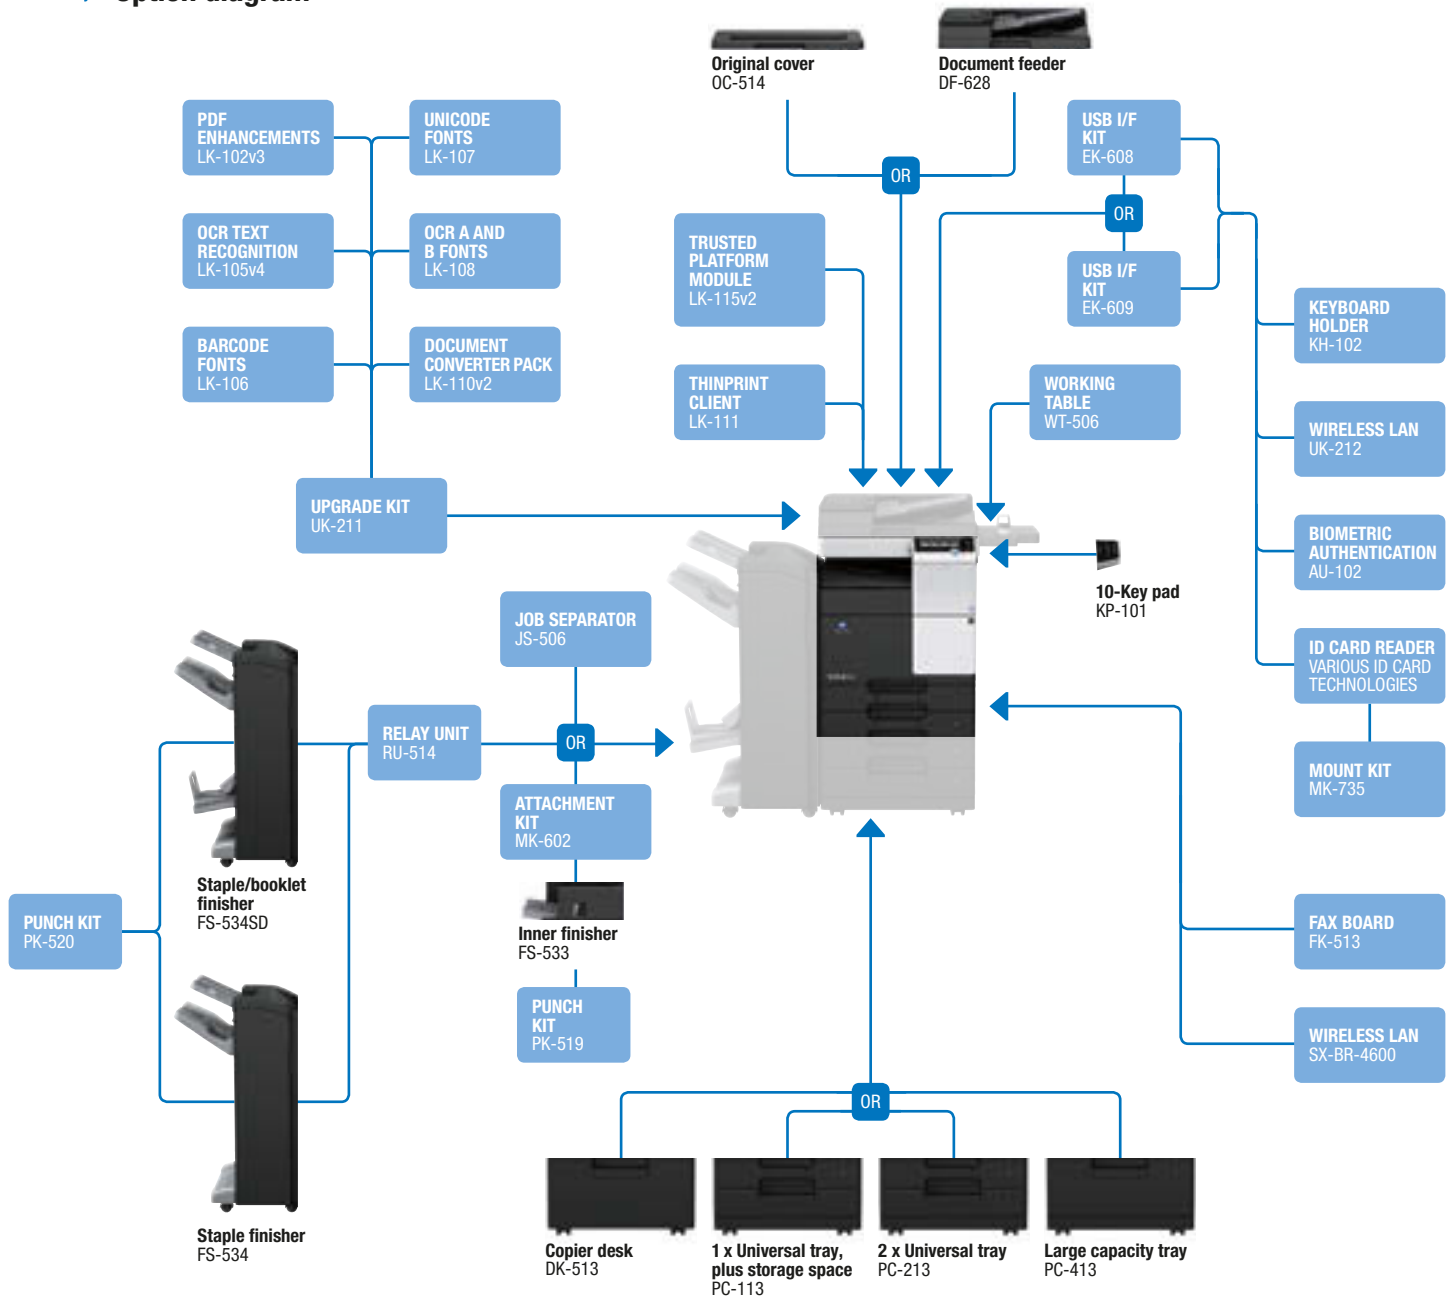 Option diagram
Original cover
OC-514
Document feeder
DF-628
PDF
ENHANCEMENTS
LK-102v3
UNICODE
FONTS
LK-107
USB I/F
KIT
EK-608
OR
OR
OCR TEXT
RECOGNITION
LK-105v4
OCR A AND
B FONTS
LK-108
TRUSTED
PLATFORM
MODULE
LK-115v2
USB I/F
KIT
EK-609
KEYBOARD
HOLDER
KH-102
BARCODE
FONTS
LK-106
DOCUMENT
CONVERTER PACK
LK-110v2
THINPRINT
CLIENT
LK-111
WORKING
TABLE
WT-506
WIRELESS LAN
UK-212
UPGRADE KIT
UK-211
BIOMETRIC
AUTHENTICATION
AU-102
10-Key pad
KP-101
JOB SEPARATOR
JS-506
ID CARD READER
VARIOUS ID CARD
TECHNOLOGIES
RELAY UNIT
RU-514
OR
MOUNT KIT
MK-735
ATTACHMENT
KIT
MK-602
Staple/booklet
finisher
FS-534SD
PUNCH KIT
PK-520
Inner finisher
FS-533
FAX BOARD
FK-513
PUNCH
KIT
PK-519
WIRELESS LAN
SX-BR-4600
OR
Staple finisher
FS-534
Copier desk
DK-513
1 x Universal tray,
plus storage space
PC-113
2 x Universal tray
PC-213
Large capacity tray
PC-413